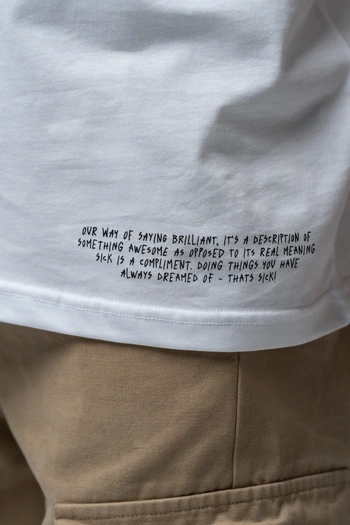 OUR WAY OF SAYING BRILLIANT, IT'S A DESCRIPTION OF
SOMETHING AWESOME AS OPPOSED TO ITS REAL MEANING
SICK IS A COMPLIMENT. DOING THINGS YOU HAVE
ALWAYS DREAMED OF - THATS SICK!